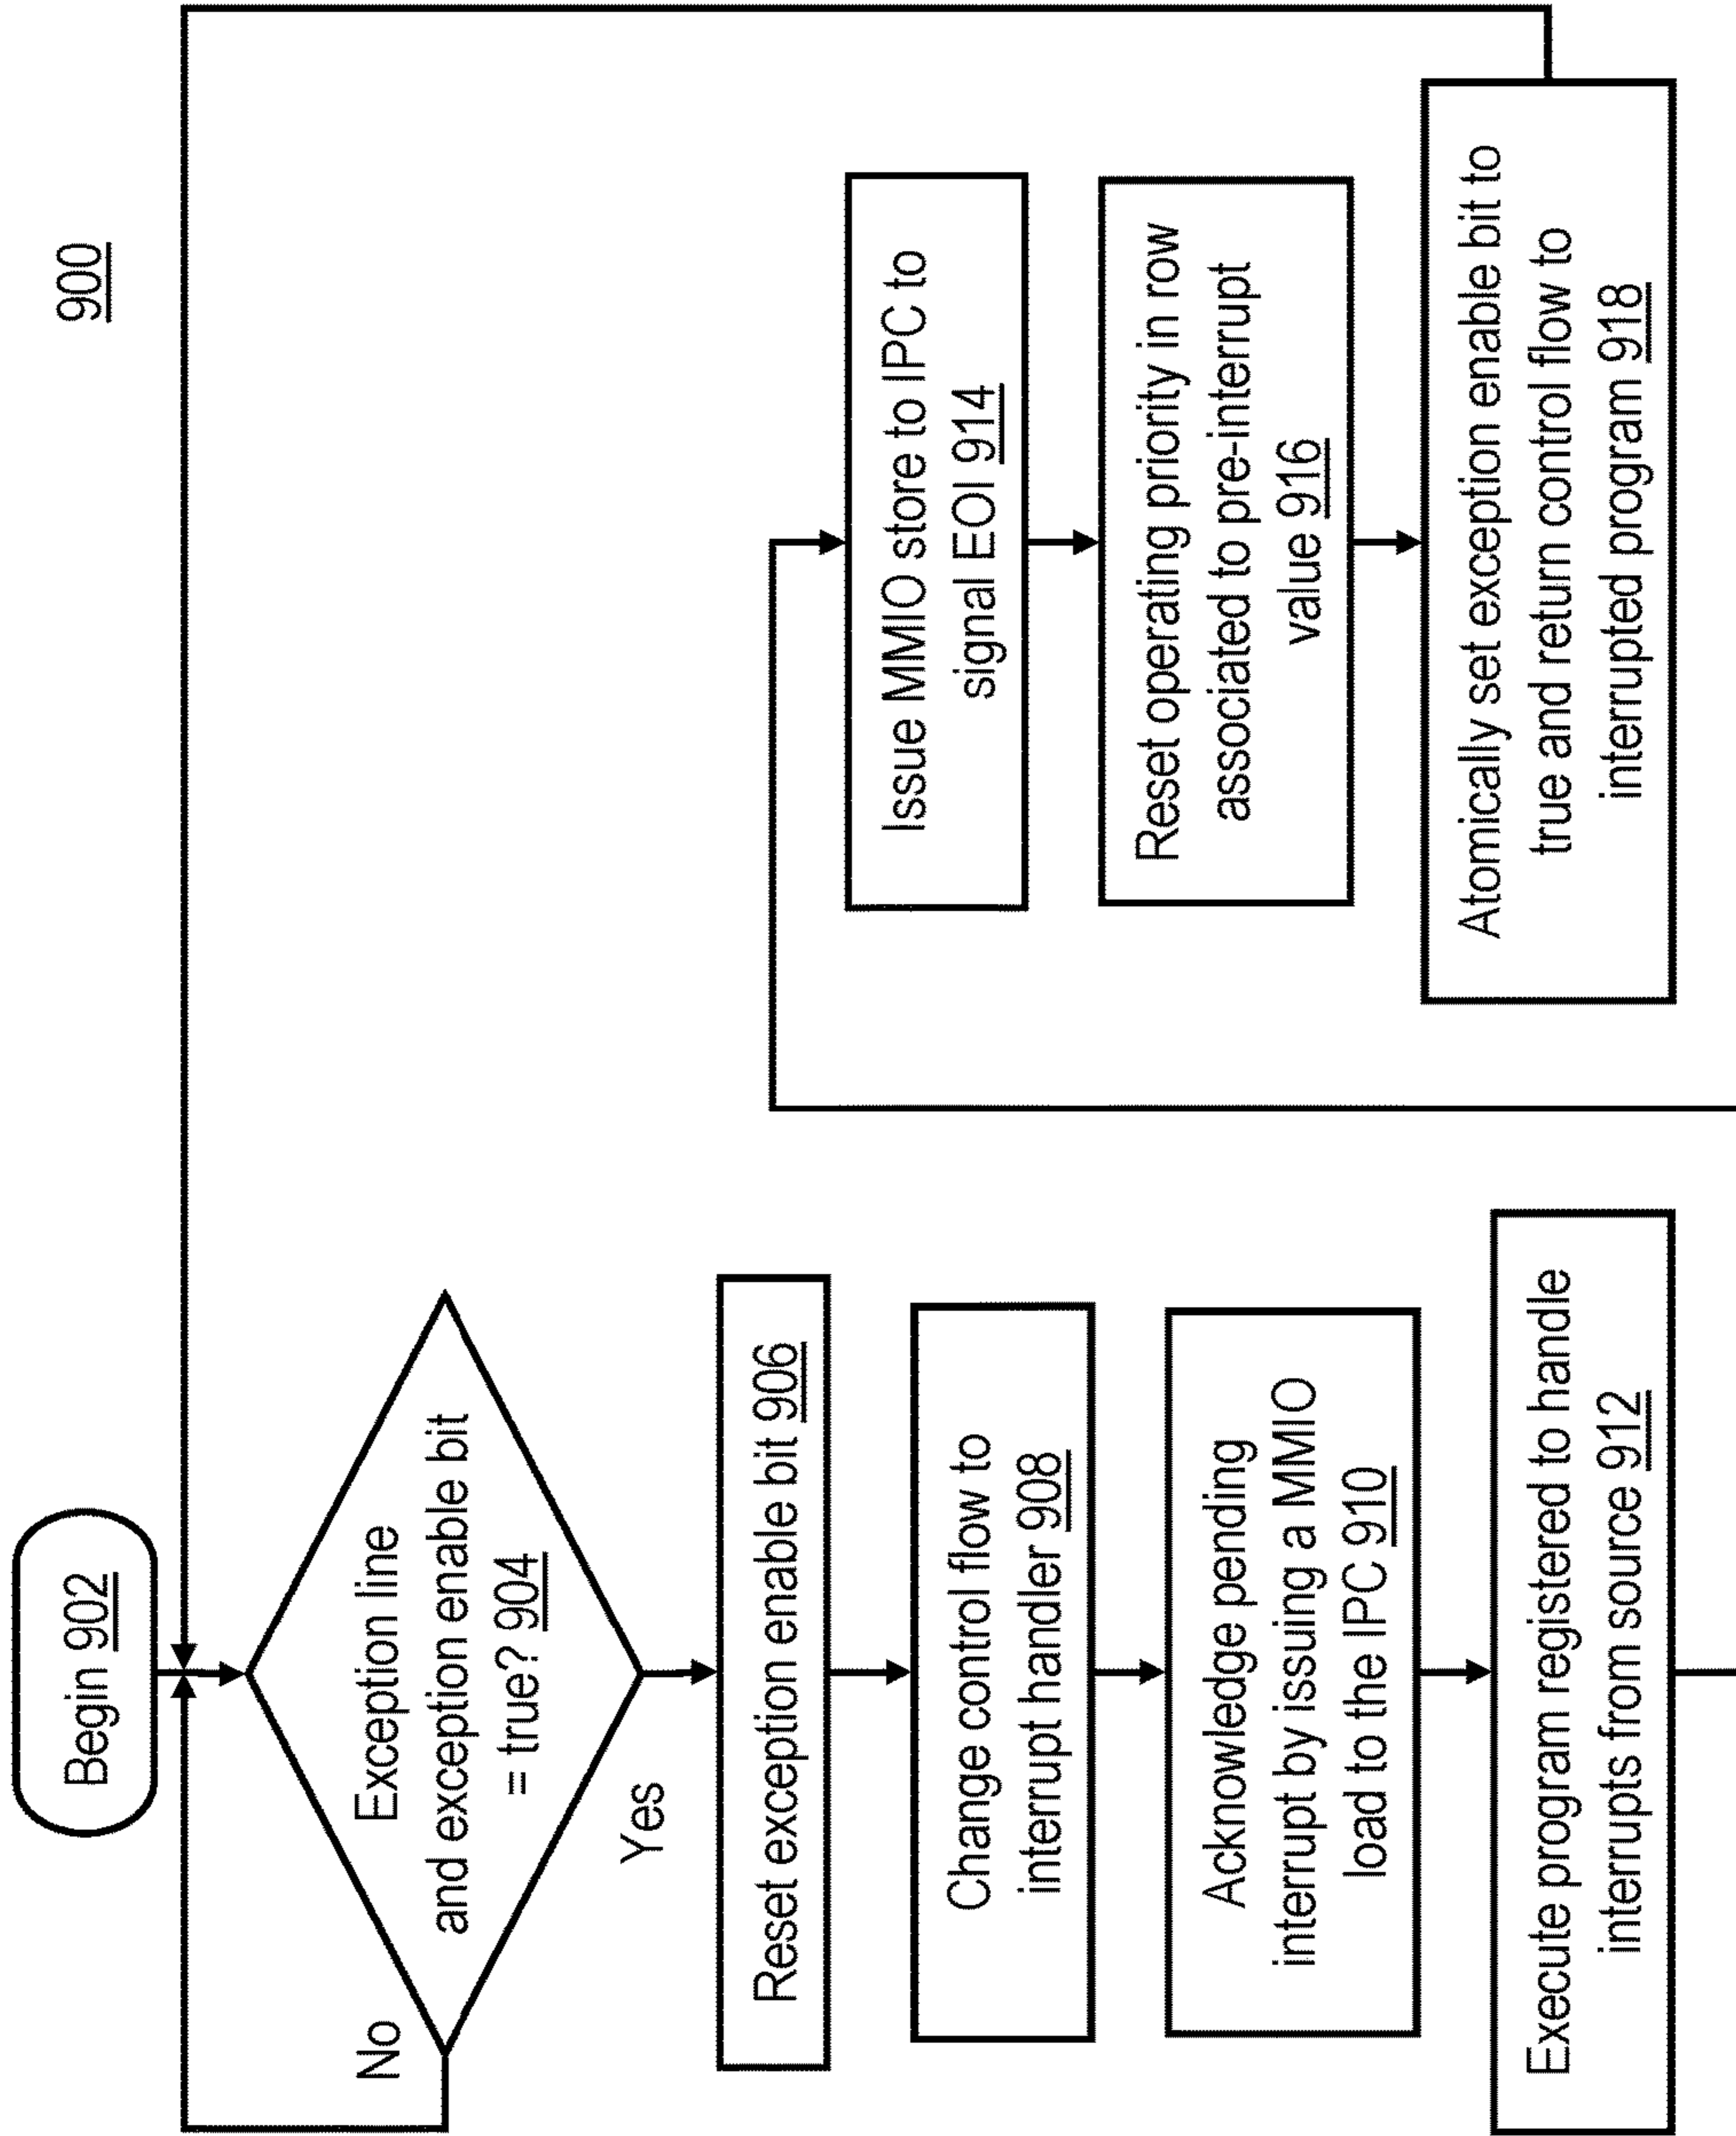 900
Begin 902
Exception line
and exception enable bit
= true? 904
No
Yes
Reset exception enable bit 906
Change control flow to
interrupt handler 908
Acknowledge pending
interrupt by issuing a MMIO
load to the IPC 910
Execute program registered to handle
interrupts from source 912
Issue MMIO store to IPC to
signal EOI 914
Reset operating priority in row
associated to pre-interrupt
value 916
Atomically set exception enable bit to
true and return control flow to
interrupted program 918